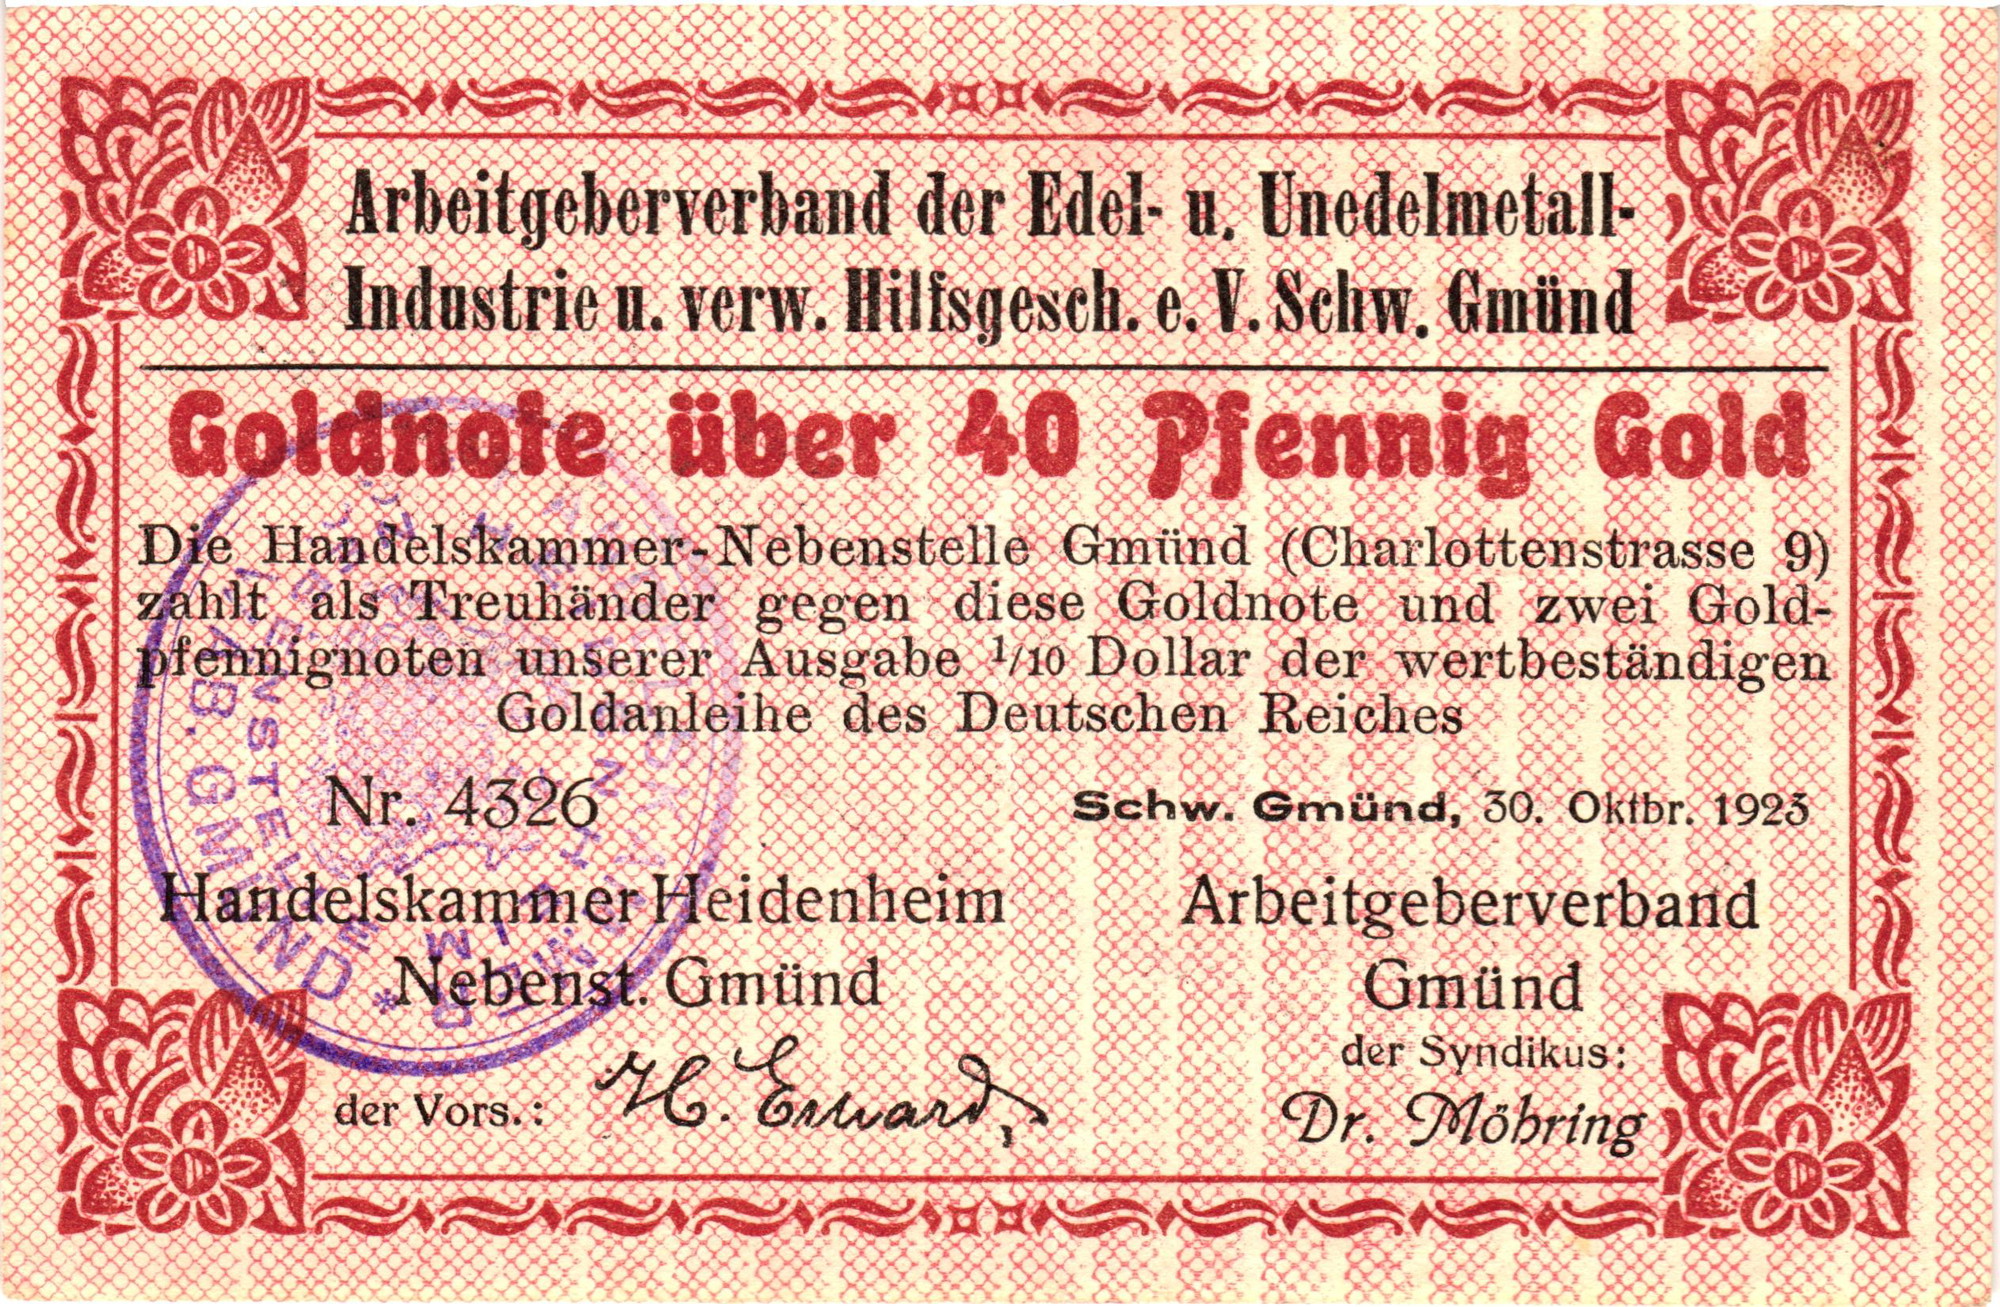 Arbeitgeberverband der Edel- u. Unedelmetall-
Industrie u. verw. Hilfsgesch. e. V. Schw. Gmünd
Goldnote über 40 Pfennig Gold
Die Handelskammer-Nebenstelle Gmünd (Charlottenstrasse 9)
zahlt als Treuhänder gegen diese Goldnote und zwei Gold-
pfennignoten unserer Ausgabe 1/10 Dollar der wertbeständigen
Goldanleihe des Deutschen Reiches
Nr. 4326
Schw. Gmünd, 30. Oktbr. 1923
Handelskammer Heidenheim
Nebenst. Gmünd
der Vors.:
Arbeitgeberverband
Gmünd
der Syndikus:
Dr. Möhring